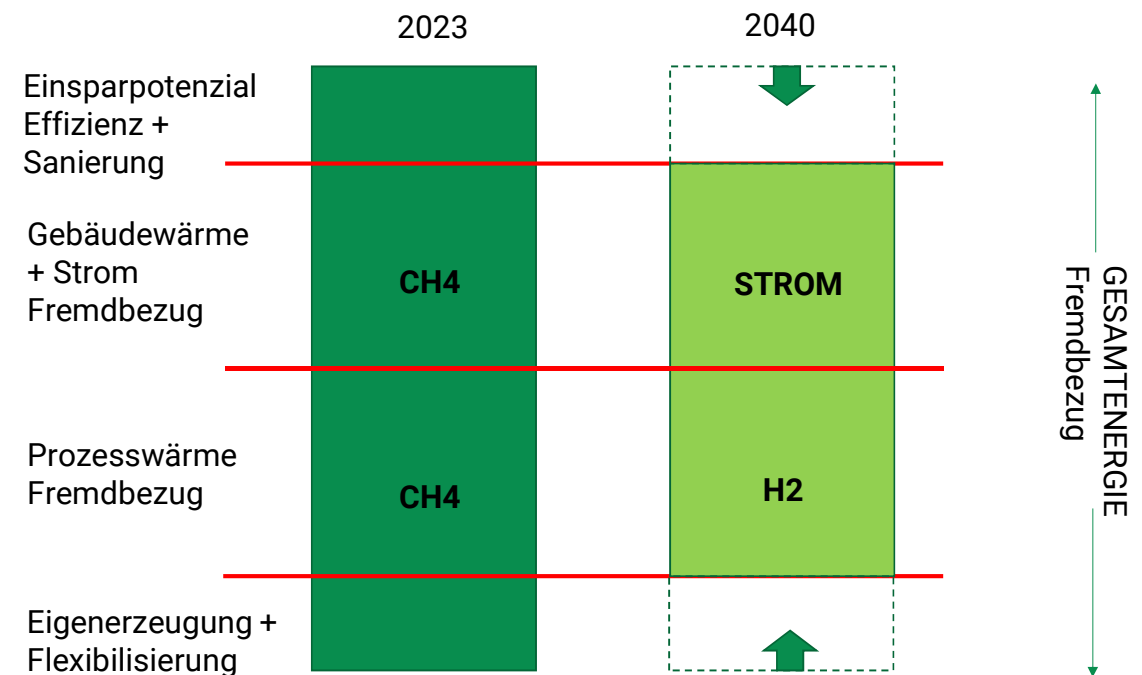 2023
2040
Einsparpotenzial
Effizienz +
Sanierung
Gebäudewärme
+ Strom
Fremdbezug
CH4
STROM
Prozesswärme
Fremdbezug
CH4
H2
Eigenerzeugung +
Flexibilisierung
GESAMTENERGIE
Fremdbezug